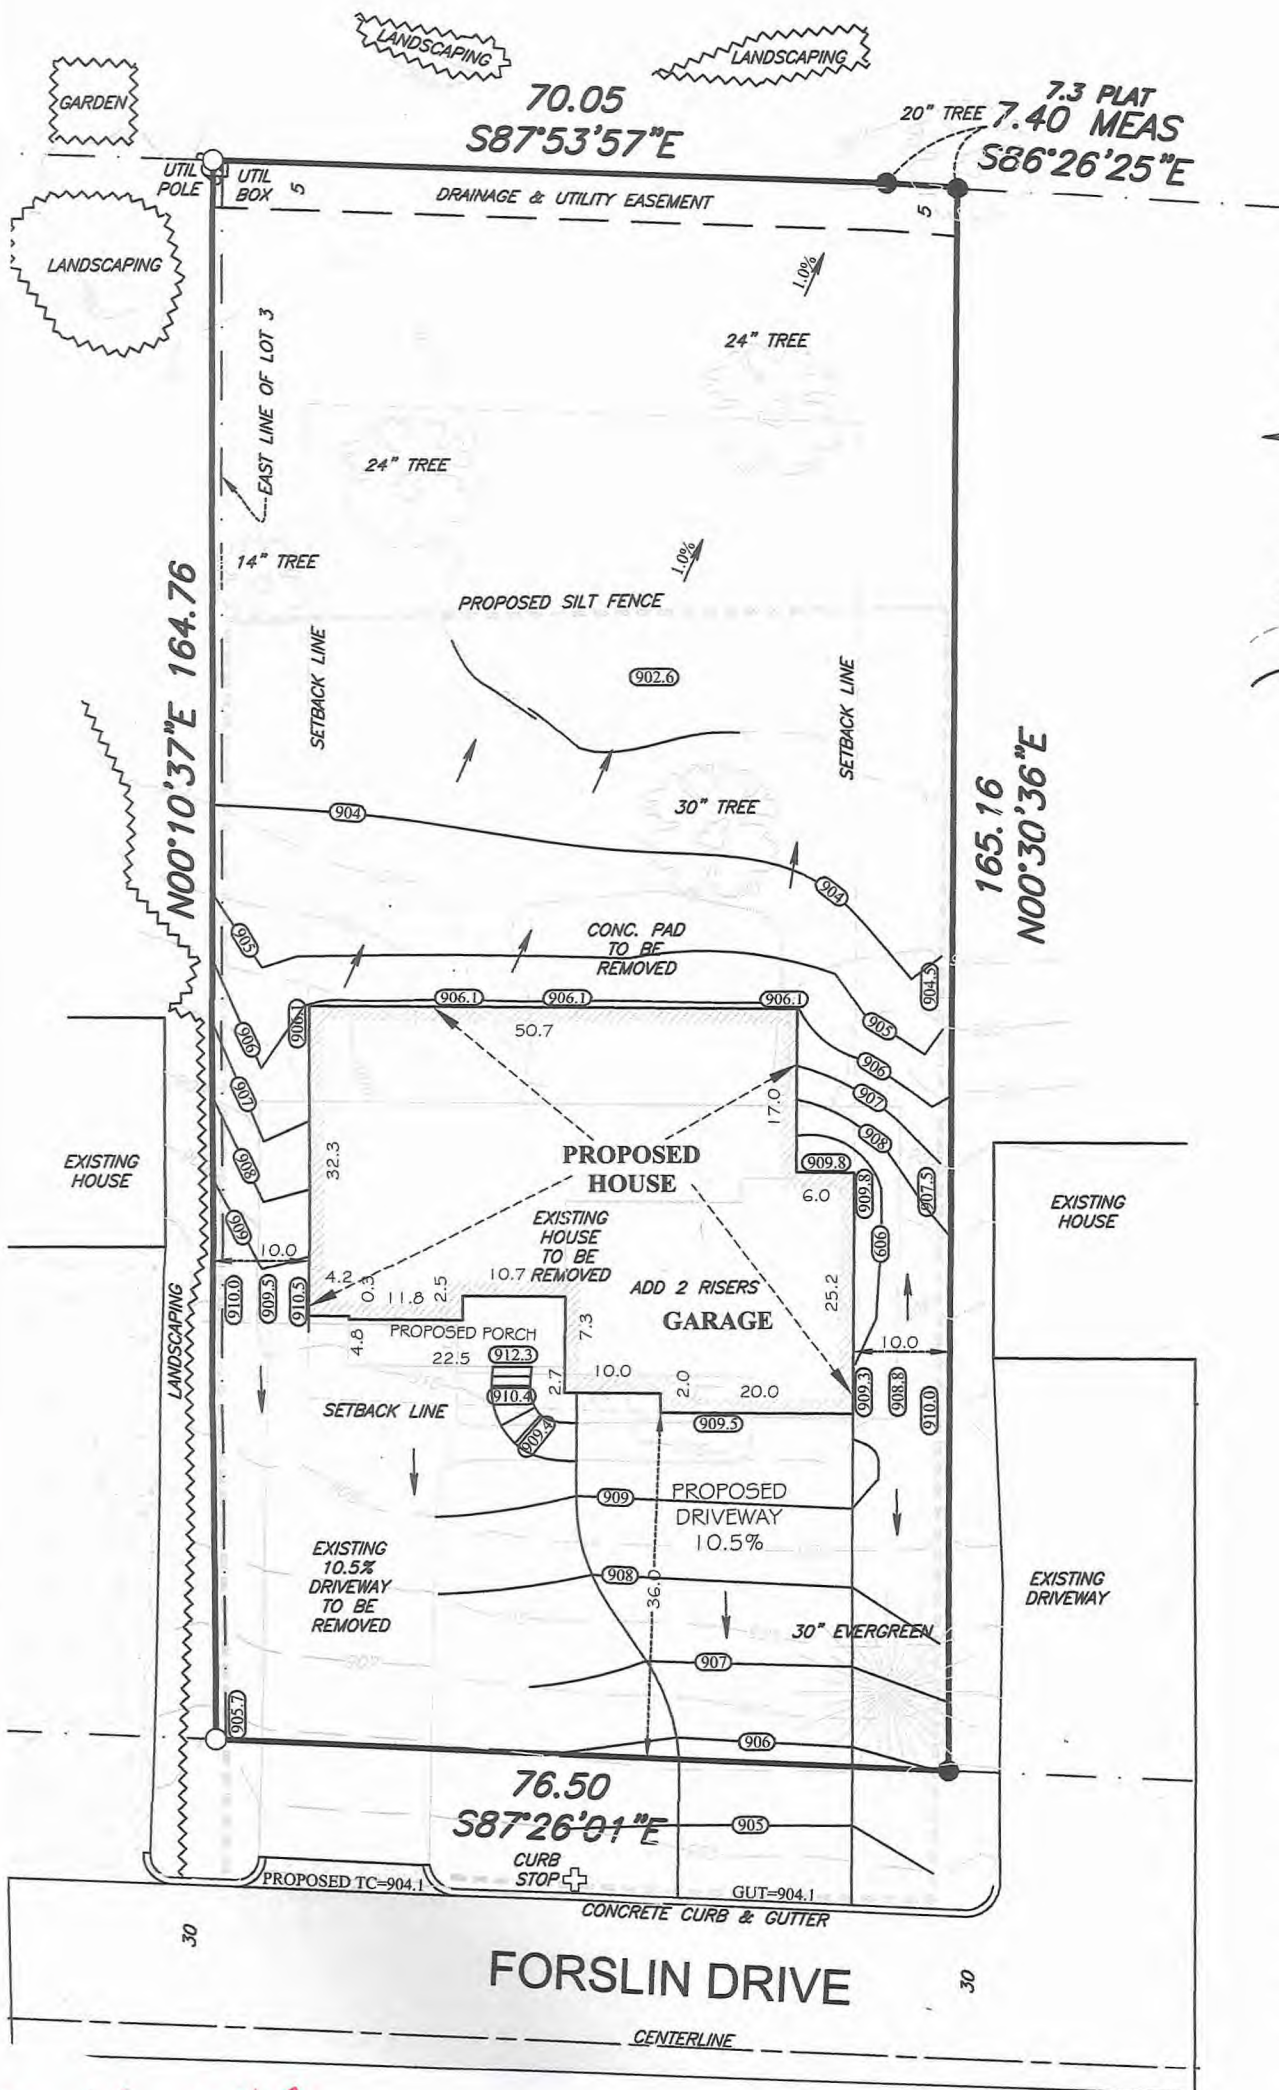 LANDSCAPING
LANDSCAPING
GARDEN
70.05
S87°53'57"E
7.3 PLAT
20" TREE
7.40 MEAS
S86°26'25"E
UTIL
POLE
UTIL
BOX
5
DRAINAGE & UTILITY EASEMENT
5
LANDSCAPING
1.0%
24" TREE
EAST LINE OF LOT 3
24" TREE
14" TREE
1.0%
PROPOSED SILT FENCE
N00°10'37"E 164.76
SETBACK LINE
902.6
SETBACK LINE
165.16
N00°30'36"E
904
30" TREE
904
905
CONC. PAD
TO BE
REMOVED
904.5
906.1
906.1
906.1
905
906
50.7
906
907
17.0
907
908
32.3
EXISTING
HOUSE
908
PROPOSED
HOUSE
909.8
909.8
907.5
6.0
EXISTING
HOUSE
909
EXISTING
HOUSE
TO BE
REMOVED
909
10.0
4.2
0.3
11.8
2.5
10.7
ADD 2 RISERS
GARAGE
25.2
910.0
909.5
910.5
4.8
PROPOSED PORCH
22.5
912.3
7.3
10.0
LANDSCAPING
910.4
2.7
10.0
2.0
20.0
909.3
908.8
910.0
SETBACK LINE
909.4
909.5
909
PROPOSED
DRIVEWAY
10.5%
EXISTING
10.5%
DRIVEWAY
TO BE
REMOVED
908
36.0
EXISTING
DRIVEWAY
30" EVERGREEN
907
907
905.7
906
76.50
S87°26'01"E
905
CURB
STOP
PROPOSED TC=904.1
GUT=904.1
CONCRETE CURB & GUTTER
30
FORSLIN DRIVE
30
CENTERLINE